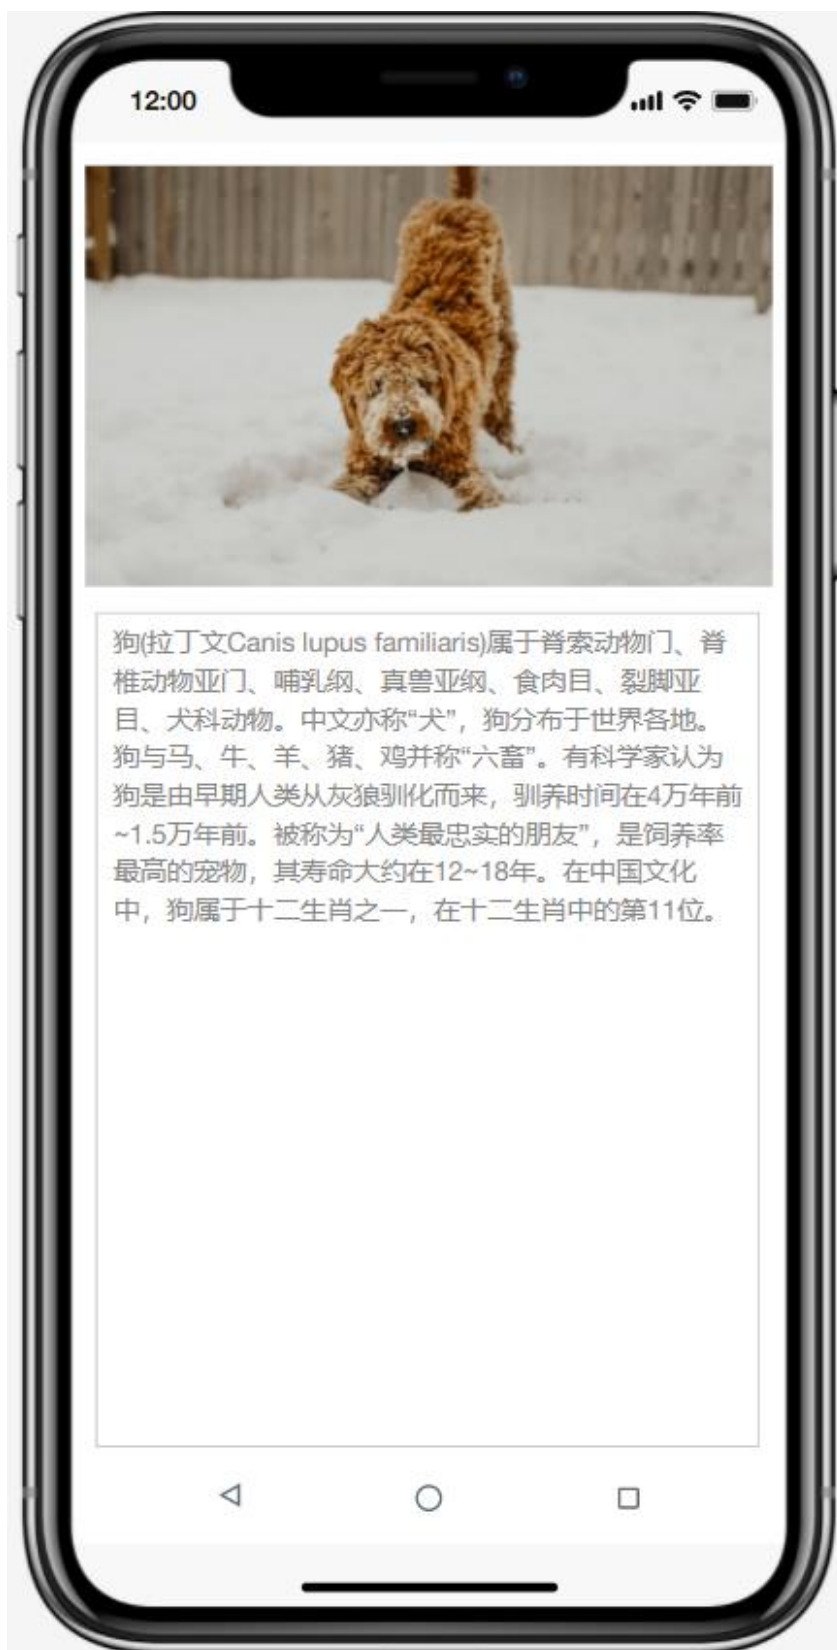 12:00
狗(拉丁文Canis lupus familiaris)属于脊索动物门、脊
椎动物亚门、哺乳纲、真兽亚纲、食肉目、裂脚亚
目、犬科动物。中文亦称“犬”，狗分布于世界各地。
狗与马、牛、羊、猪、鸡并称“六畜”。有科学家认为
狗是由早期人类从灰狼驯化而来，驯养时间在4万年前
~1.5万年前。被称为“人类最忠实的朋友”，是饲养率
最高的宠物，其寿命大约在12~18年。在中国文化
中，狗属于十二生肖之一，在十二生肖中的第11位。